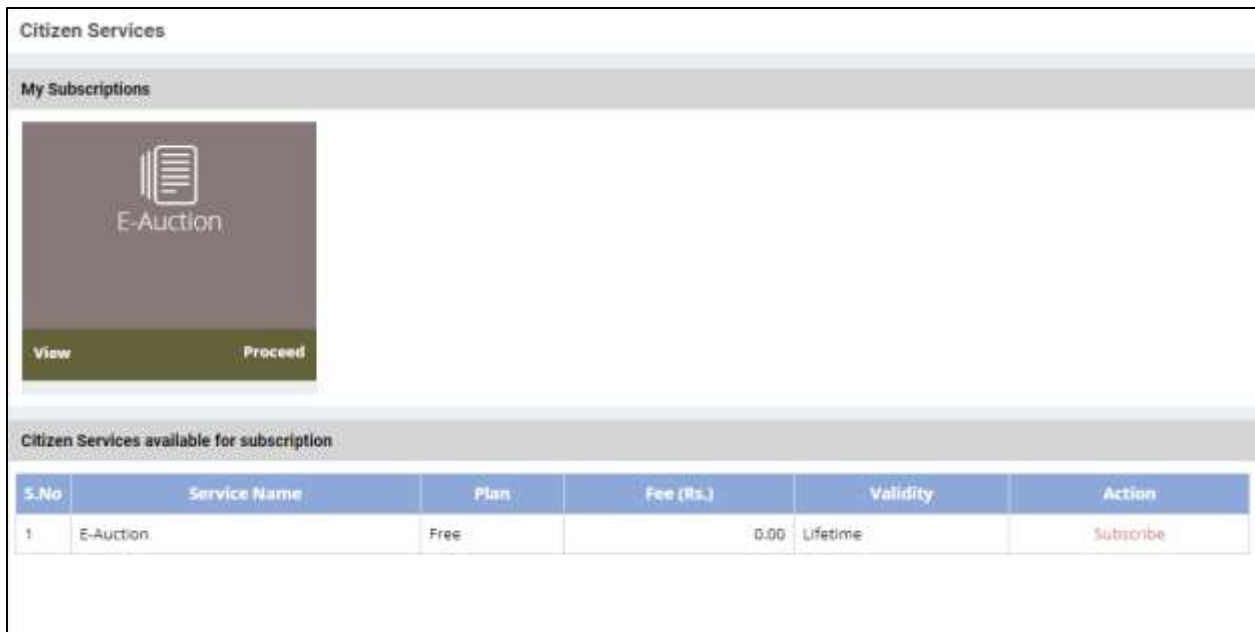 Citizen Services
My Subscriptions
E-Auction
View Proceed
Citizen Services available for subscription
S.No Service Name Plan Fee (Rs.) Validity Action
1 E-Auction Free 0.00 Lifetime Subscribe